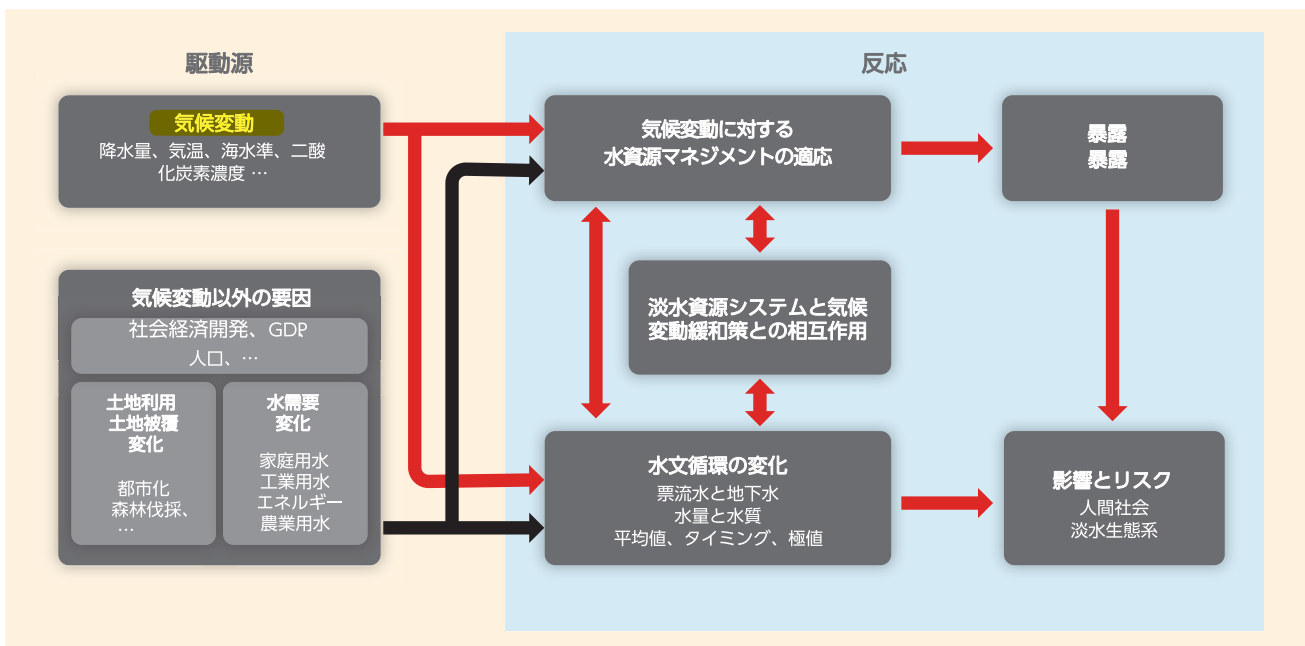 駆動源
気候変動
降水量、気温、海水準、二酸
化炭素濃度 …
気候変動以外の要因
社会経済開発、GDP、
人口、…
土地利用
土地被覆
変化
都市化
森林伐採、
…
水需要
変化
家庭用水
工業用水
エネルギー
農業用水
反応
気候変動に対する
水資源マネジメントの適応
淡水資源システムと気候
変動緩和策との相互作用
水文循環の変化
票流水と地下水
水量と水質
平均値、タイミング、極値
暴露
暴露
影響とリスク
人間社会
淡水生態系